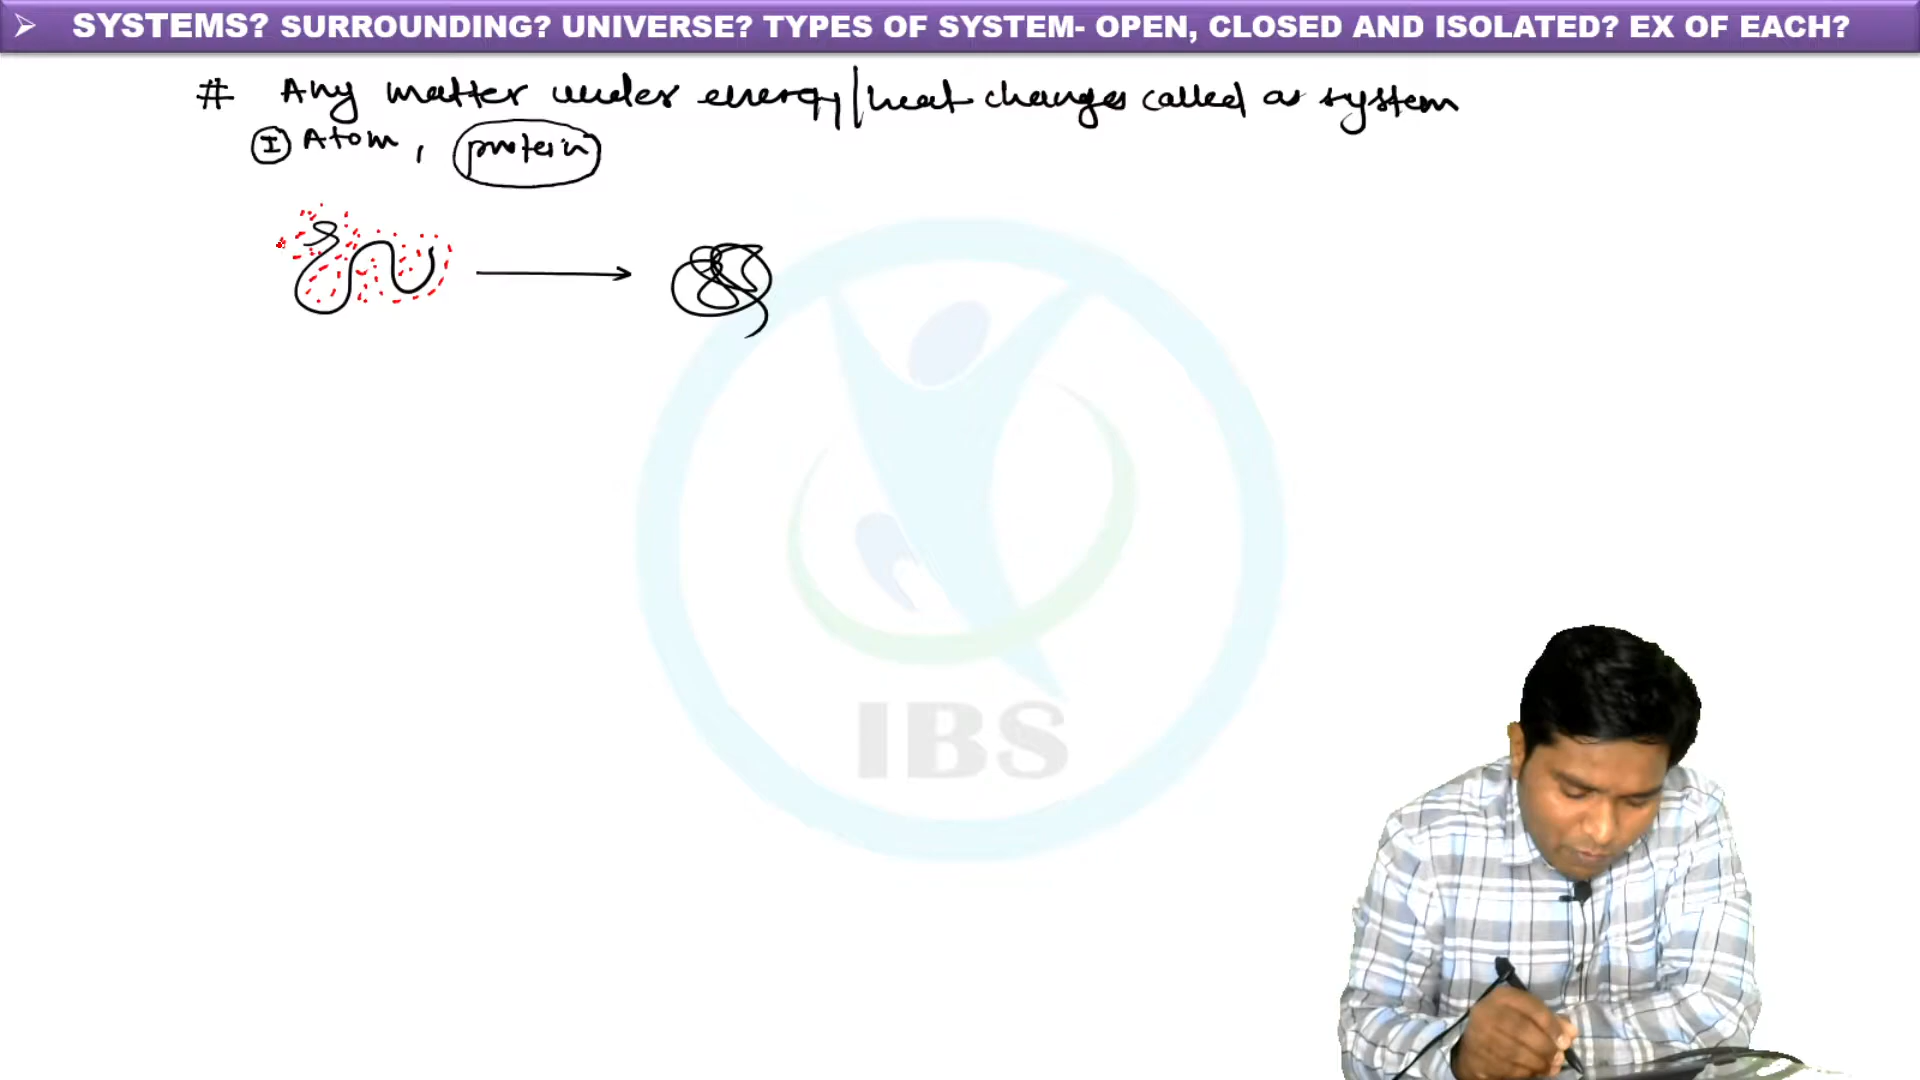 ➢ SYSTEMS? SURROUNDING? UNIVERSE? TYPES OF SYSTEM- OPEN, CLOSED AND ISOLATED? EX OF EACH?
# Any matter under energy/heat changes called as system
I Atom, protein
IBS